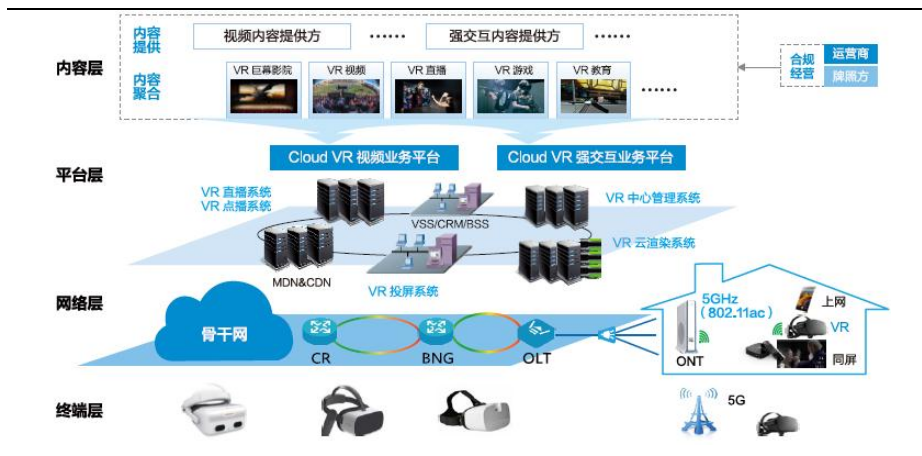 内容层
内容
提供
视频内容提供方
……
强交互内容提供方
……
内容
聚合
VR 巨幕影院
VR 视频
VR 直播
VR 游戏
VR 教育
……
合规
经营
运营商
牌照方
平台层
Cloud VR 视频业务平台
Cloud VR 强交互业务平台
VR 直播系统
VR 点播系统
VSS/CRM/BSS
VR 中心管理系统
MDN&CDN
VR 投屏系统
VR 云渲染系统
网络层
骨干网
CR
BNG
OLT
5GHz
(802.11ac)
ONT
上网
VR
同屏
终端层
5G